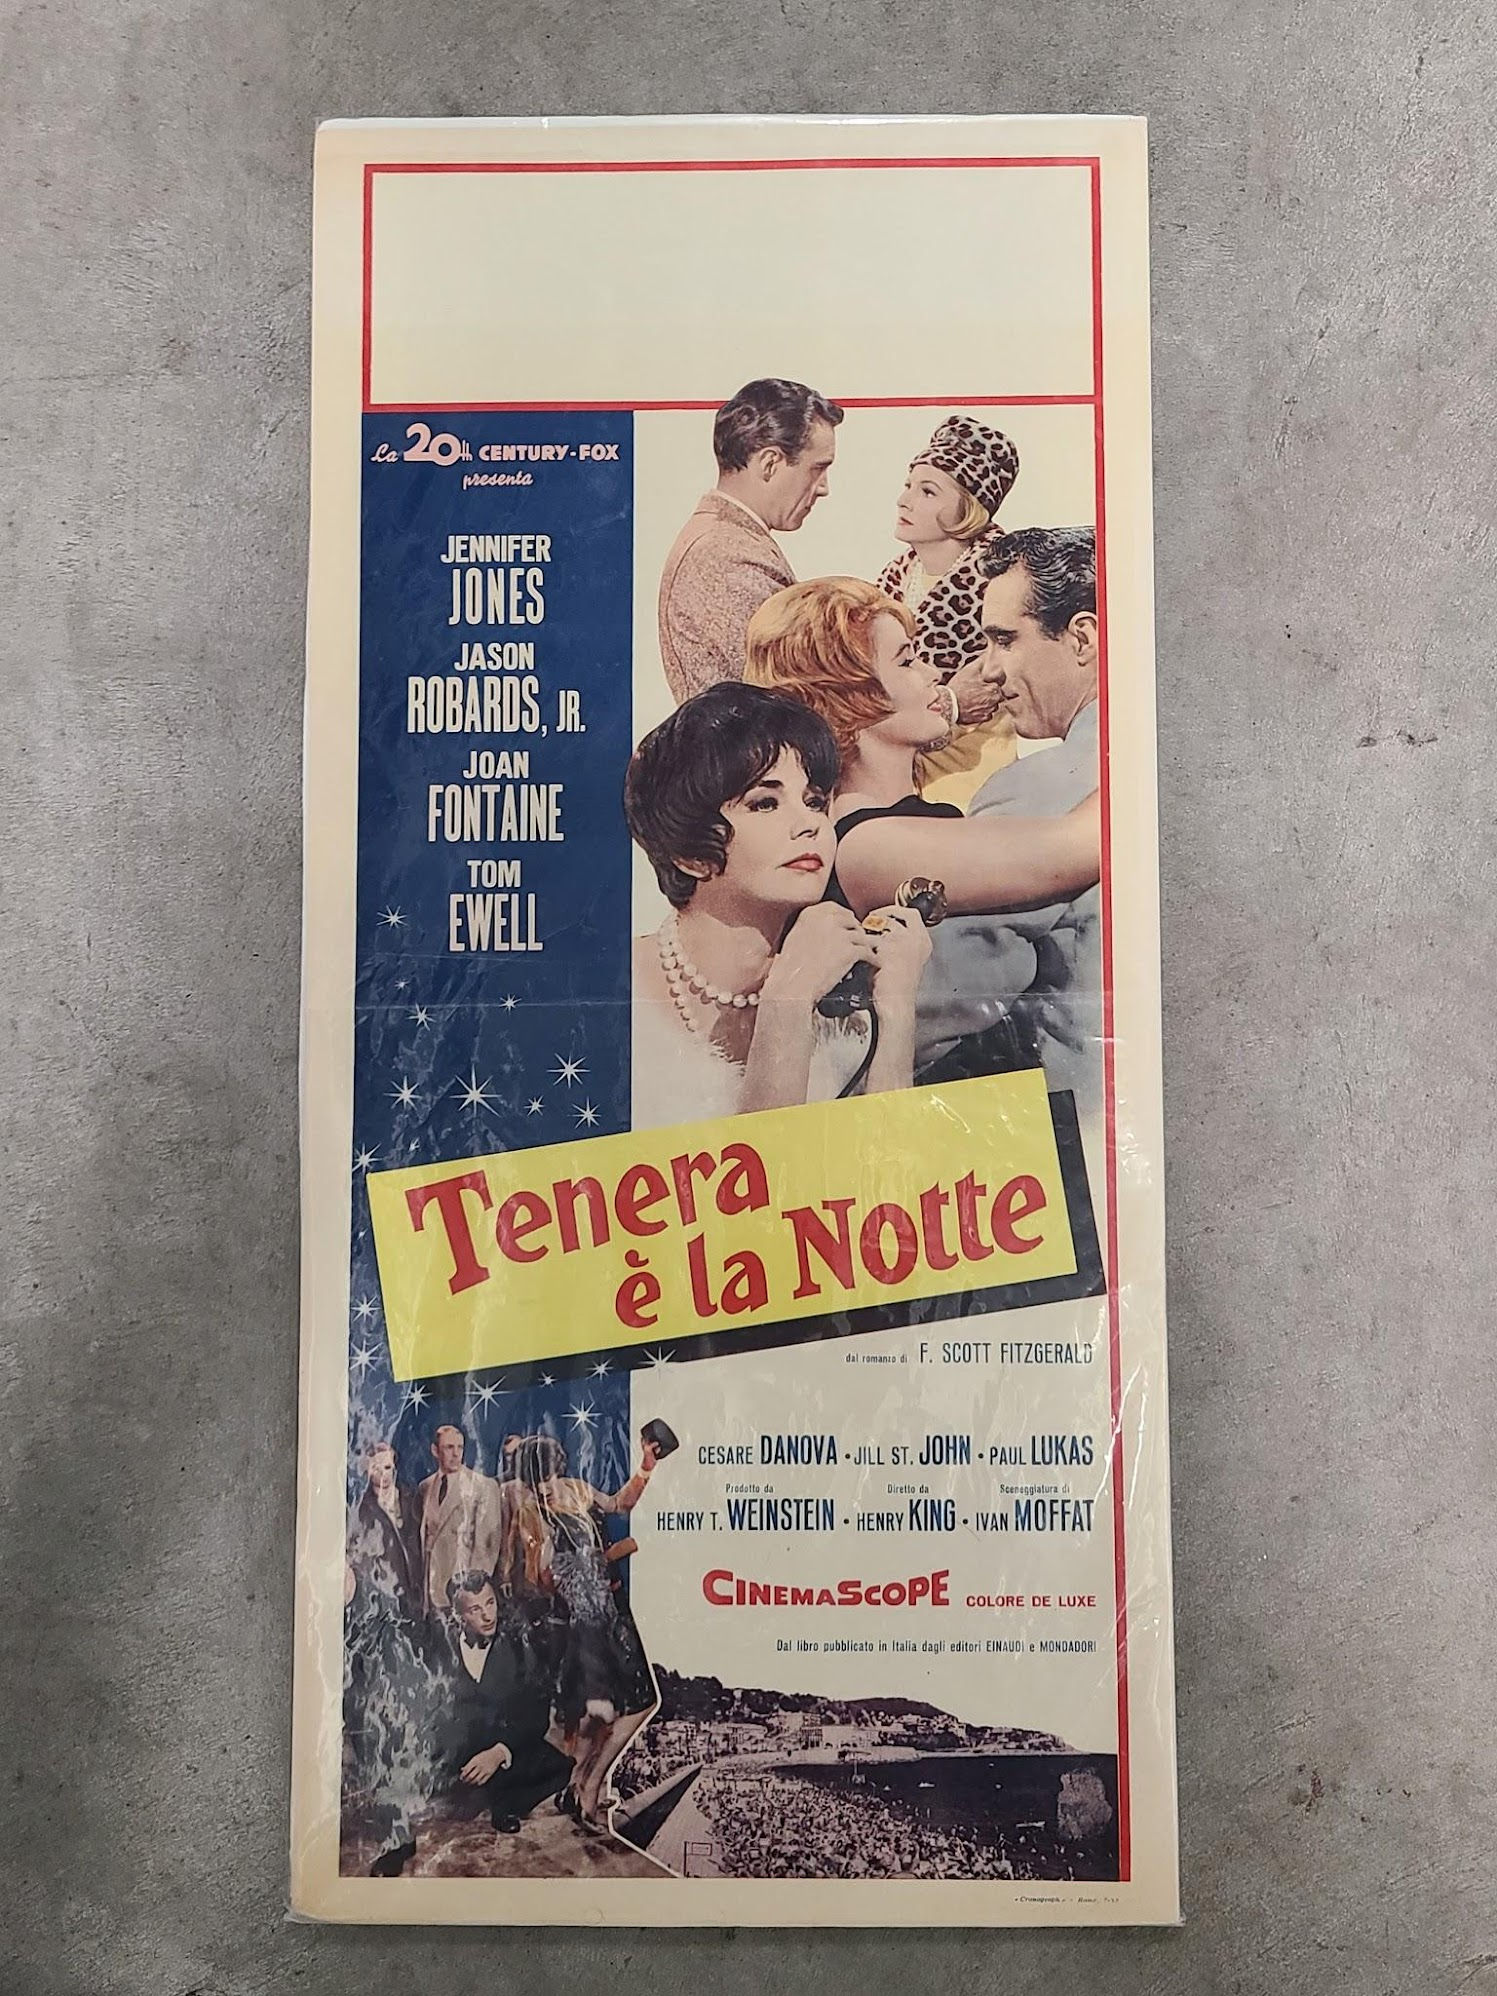 La 20th CENTURY-FOX
presenta
JENNIFER
JONES
JASON
ROBARDS, JR.
JOAN
FONTAINE
TOM
EWELL
Tenera
è la Notte
dal romanzo di F. SCOTT FITZGERALD
CESARE DANOVA • JILL ST. JOHN • PAUL LUKAS
Prodotto da Diretto da Sceneggiatura di
HENRY T. WEINSTEIN • HENRY KING • IVAN MOFFAT
CINEMASCOPE COLORE DE LUXE
Dal libro pubblicato in Italia dagli editori EINAUDI e MONDADORI